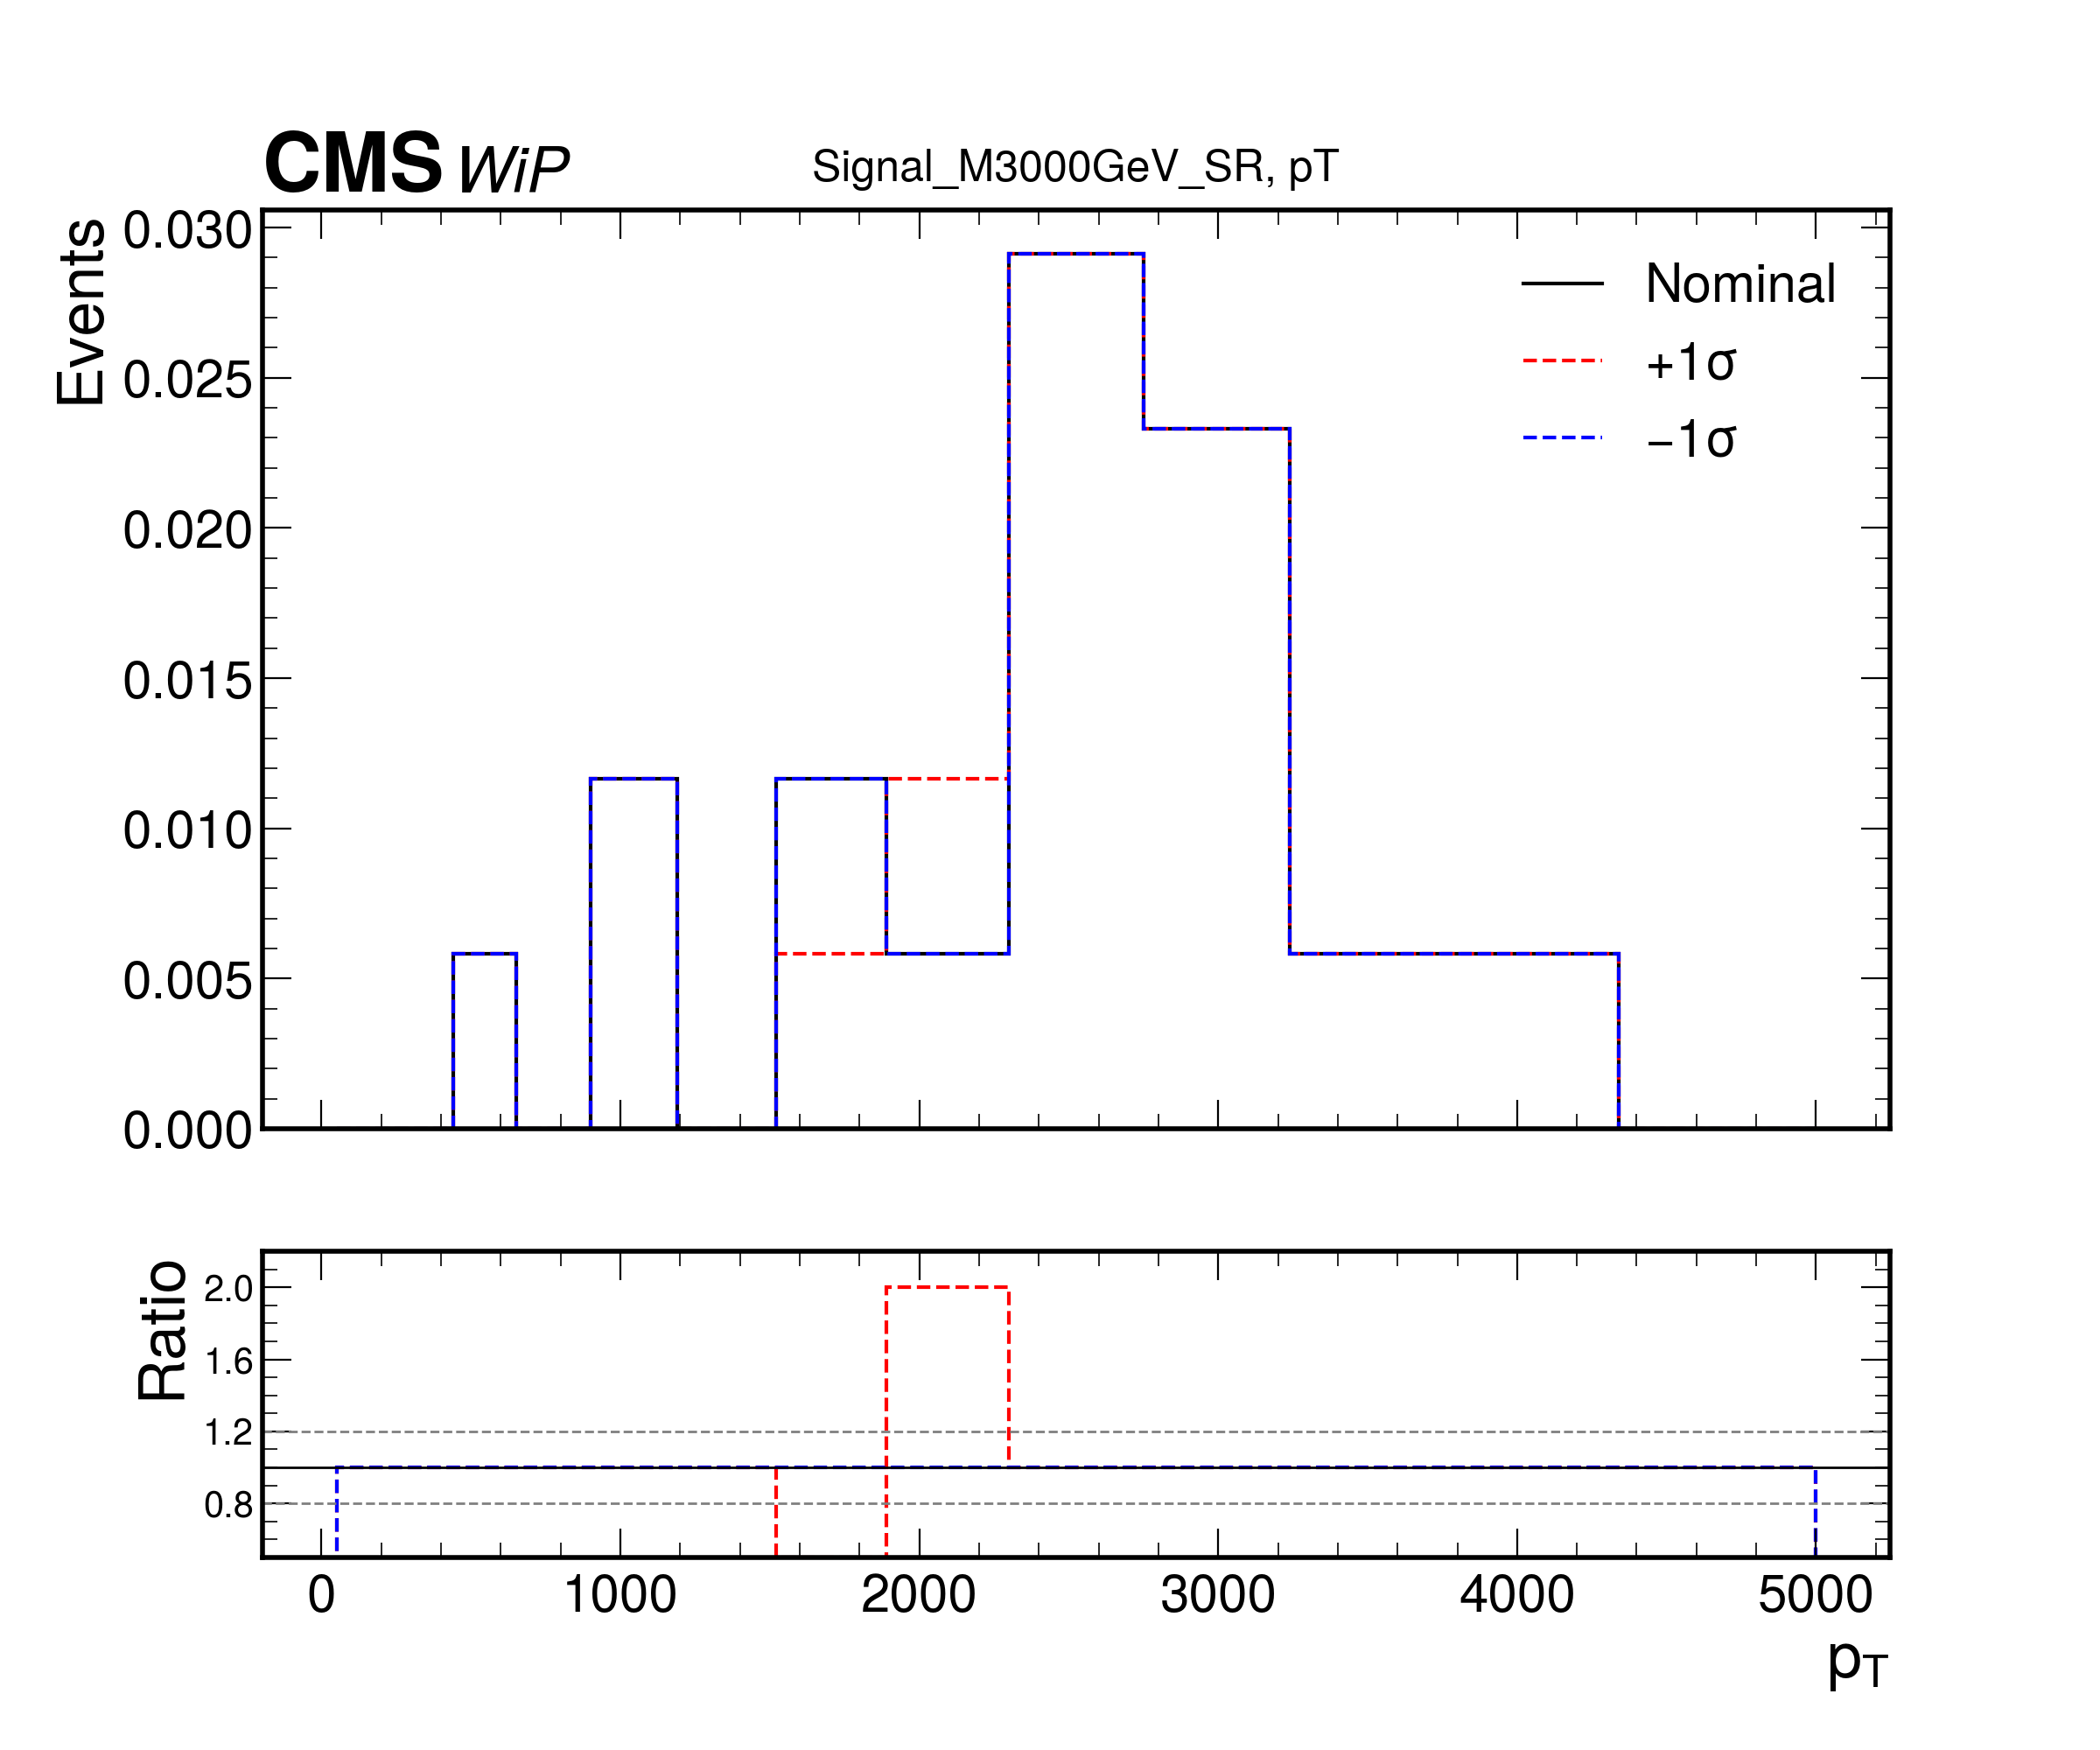 CMS WiP Signal_M3000GeV_SR, pT
Events
0.030
0.025
0.020
0.015
0.010
0.005
0.000
Nominal
+1σ
−1σ
Ratio
2.0
1.6
1.2
0.8
0 1000 2000 3000 4000 5000
pT